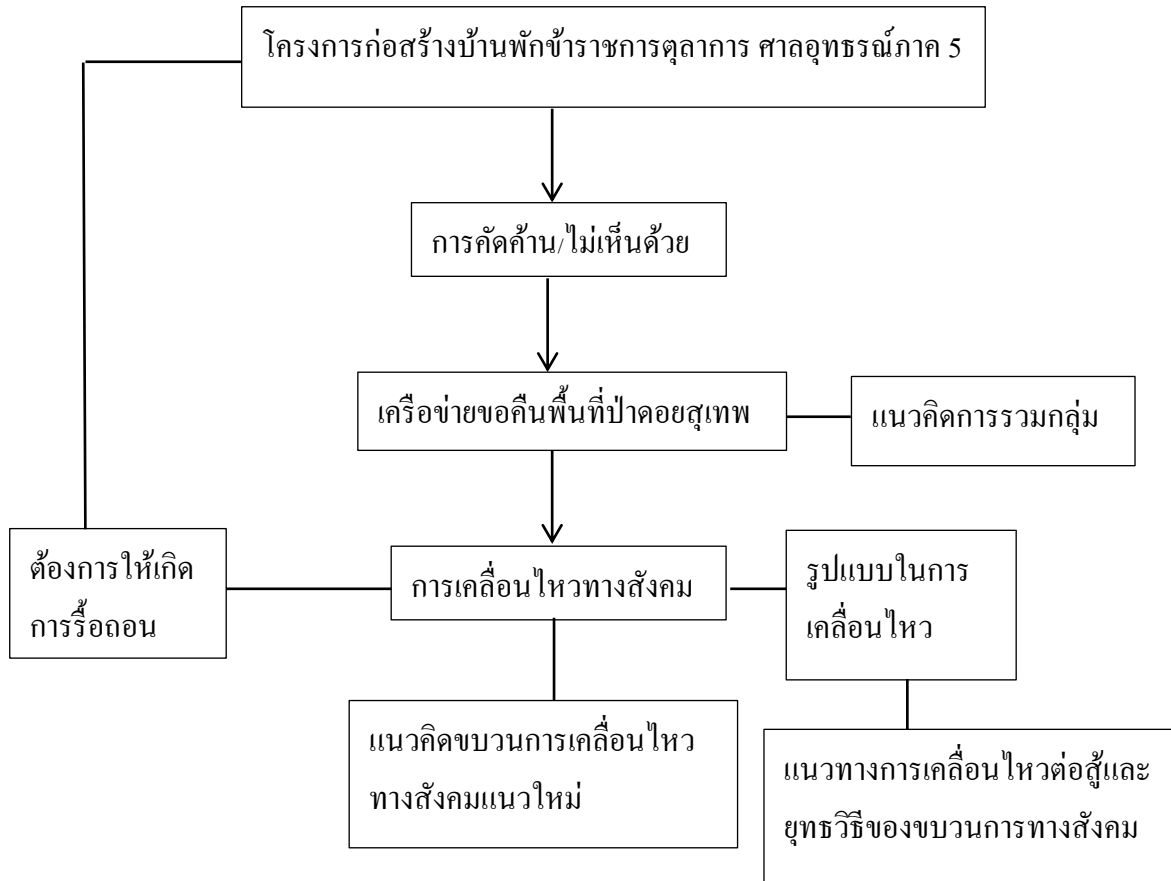 โครงการก่อสร้างบ้านพักข้าราชการตุลาการ ศาลอุทธรณ์ภาค 5
การคัดค้าน/ไม่เห็นด้วย
เครือข่ายขอคืนพื้นที่ป่าดอยสุเทพ
แนวคิดการรวมกลุ่ม
ต้องการให้เกิด
การรื้อถอน
การเคลื่อนไหวทางสังคม
รูปแบบในการ
เคลื่อนไหว
แนวคิดขบวนการเคลื่อนไหว
ทางสังคมแนวใหม่
แนวทางการเคลื่อนไหวต่อสู้และ
ยุทธวิธีของขบวนการทางสังคม